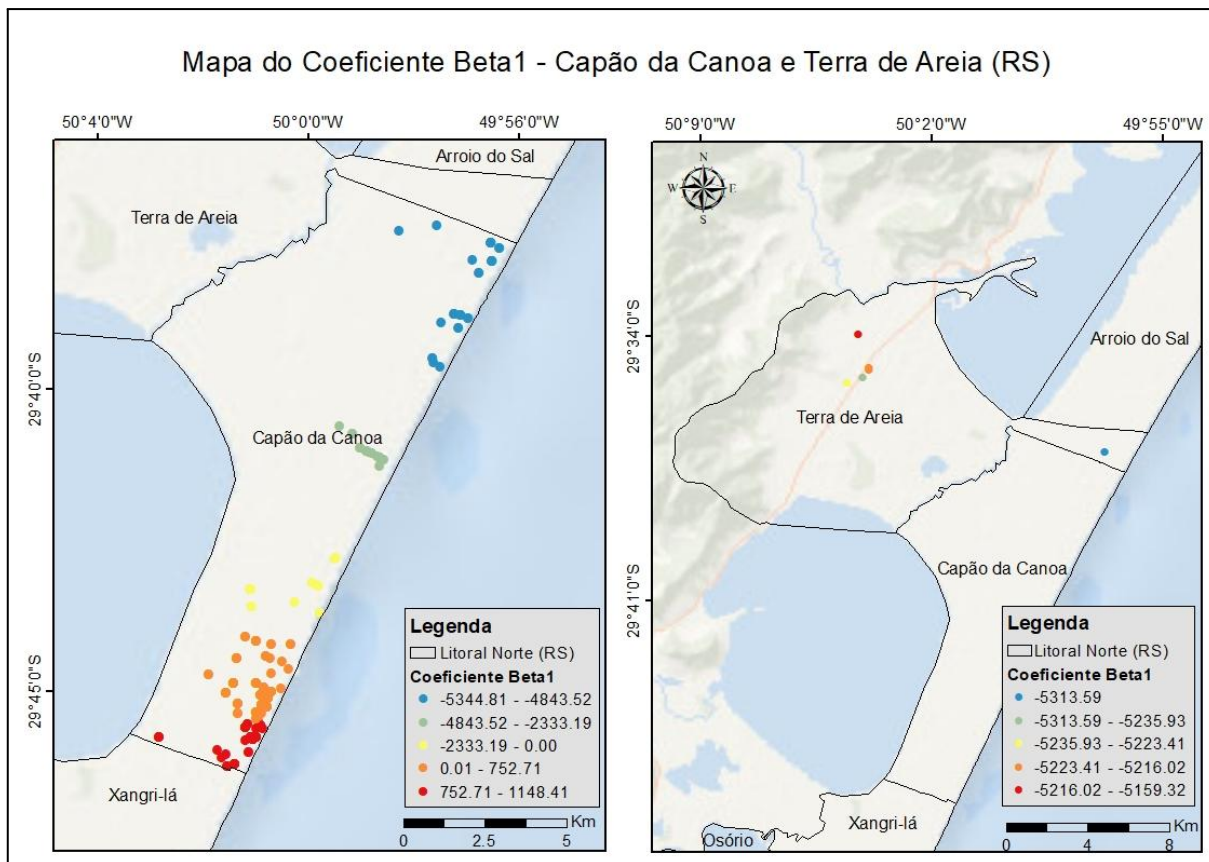 Mapa do Coeficiente Beta1 - Capão da Canoa e Terra de Areia (RS)
50°4'0"W
50°0'0"W
49°56'0"W
Arroio do Sal
Terra de Areia
29°40'0"S
Capão da Canoa
29°45'0"S
Xangri-lá
Legenda
Litoral Norte (RS)
Coeficiente Beta1
-5344.81 - -4843.52
-4843.52 - -2333.19
-2333.19 - 0.00
0.01 - 752.71
752.71 - 1148.41
Km
0 2.5 5
50°9'0"W
50°2'0"W
49°55'0"W
N
W E
S
29°34'0"S
Arroio do Sal
Terra de Areia
Capão da Canoa
29°41'0"S
Xangri-lá
Osório
Legenda
Litoral Norte (RS)
Coeficiente Beta1
-5313.59
-5313.59 - -5235.93
-5235.93 - -5223.41
-5223.41 - -5216.02
-5216.02 - -5159.32
Km
0 4 8